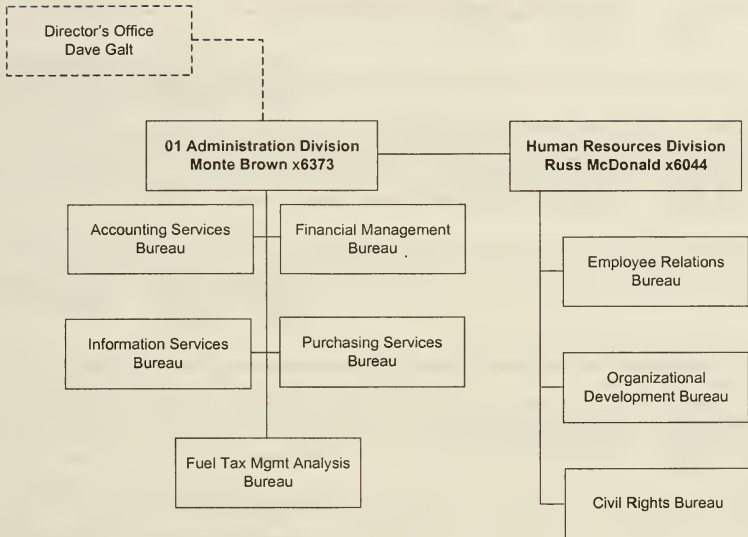 Director's Office
Dave Galt
01 Administration Division
Monte Brown x6373
Human Resources Division
Russ McDonald x6044
Accounting Services
Bureau
Financial Management
Bureau
Employee Relations
Bureau
Information Services
Bureau
Purchasing Services
Bureau
Organizational
Development Bureau
Fuel Tax Mgmt Analysis
Bureau
Civil Rights Bureau